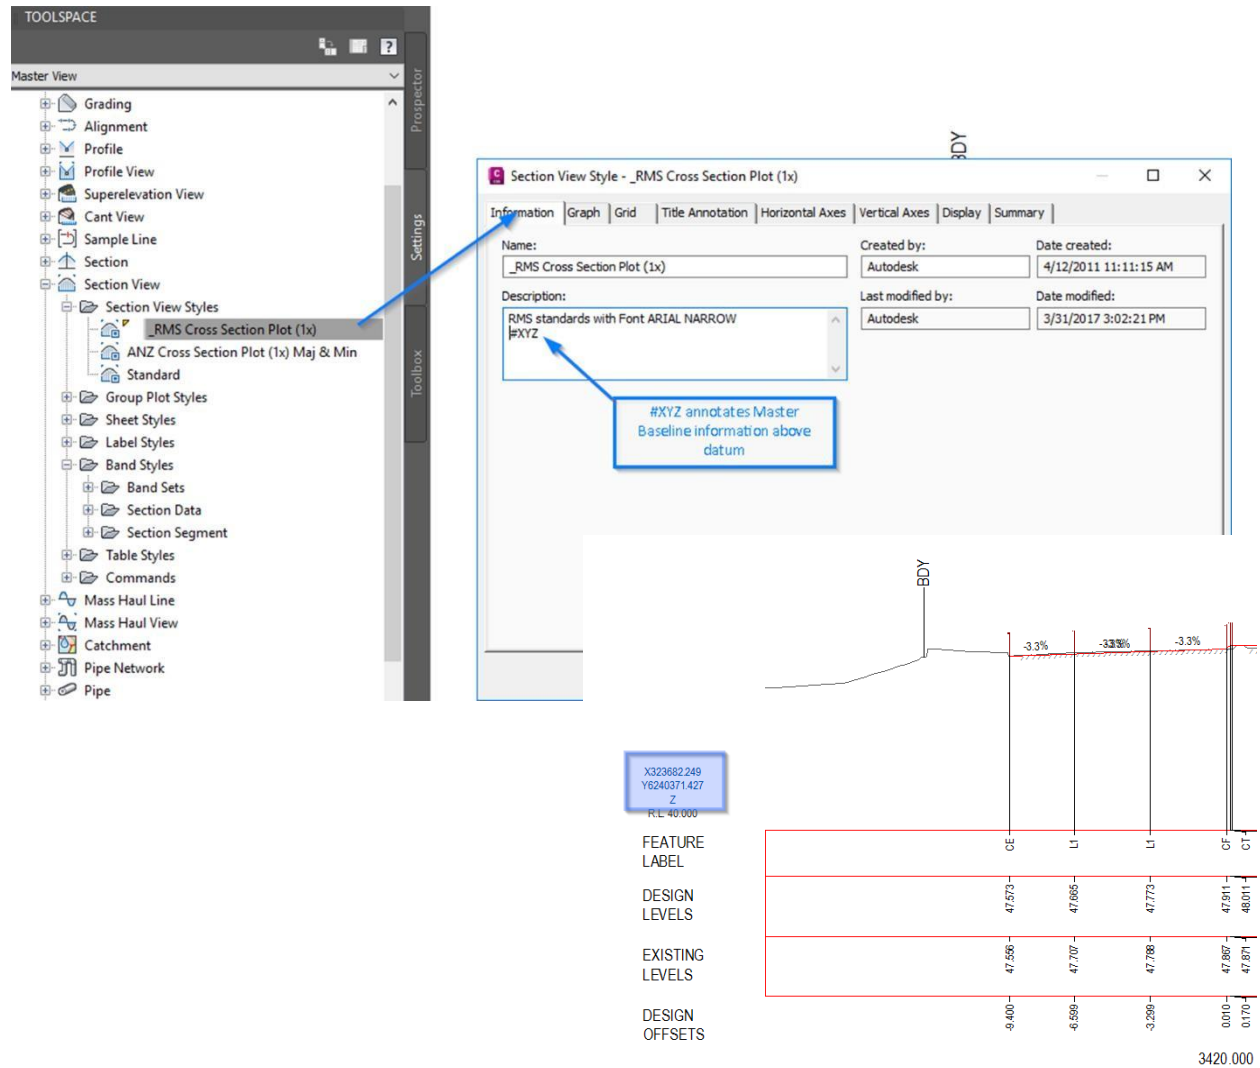 TOOLSPACE
Master View
Prospector
Settings
Toolbox
Grading
Alignment
Profile
Profile View
Superelevation View
Cant View
Sample Line
Section
Section View
Section View Styles
_RMS Cross Section Plot (1x)
ANZ Cross Section Plot (1x) Maj & Min
Standard
Group Plot Styles
Sheet Styles
Label Styles
Band Styles
Band Sets
Section Data
Section Segment
Table Styles
Commands
Mass Haul Line
Mass Haul View
Catchment
Pipe Network
Pipe
BDY
Section View Style - _RMS Cross Section Plot (1x)
Information Graph Grid Title Annotation Horizontal Axes Vertical Axes Display Summary
Name: Created by: Date created:
_RMS Cross Section Plot (1x) Autodesk 4/12/2011 11:11:15 AM
Description: Last modified by: Date modified:
RMS standards with Font ARIAL NARROW Autodesk 3/31/2017 3:02:21 PM
#XYZ
#XYZ annotates Master
Baseline information above
datum
BDY
-3.3% -3.3% -3.3%
X323682.249
Y6240371.427
Z
R.L. 40.000
FEATURE
LABEL
CE L1 L1 CF CT
DESIGN
LEVELS
47.573 47.665 47.773 47.911 48.011
EXISTING
LEVELS
47.556 47.707 47.788 47.867 47.871
DESIGN
OFFSETS
-9.400 -6.599 -3.299 0.010 0.170
3420.000